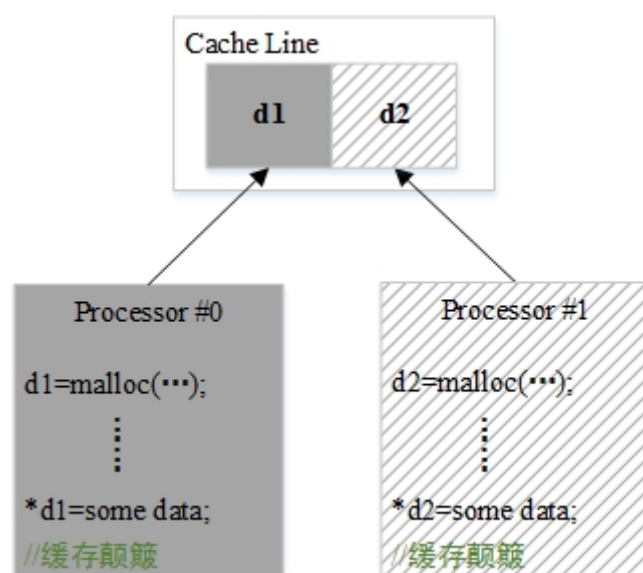 Cache Line
d1
d2
Processor #0
d1=malloc(···);
*d1=some data;
//缓存颠簸
Processor #1
d2=malloc(···);
*d2=some data;
//缓存颠簸